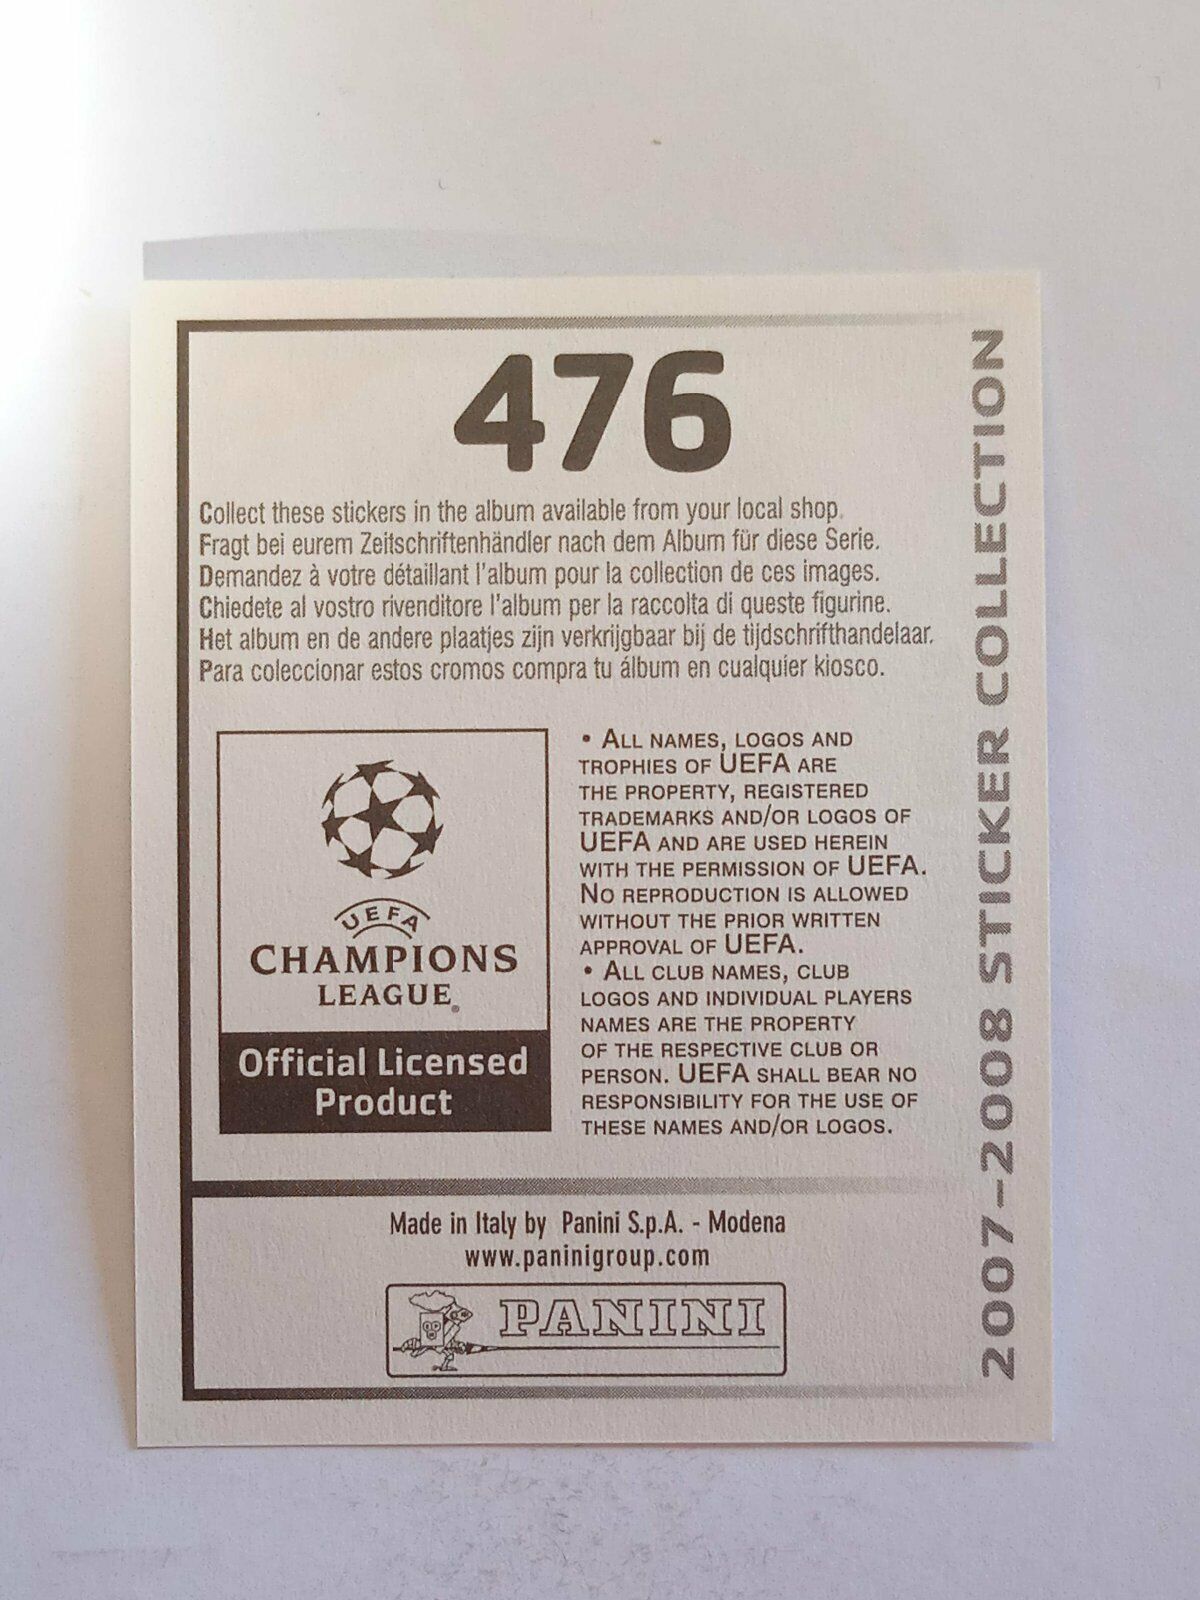 476
Collect these stickers in the album available from your local shop.
Fragt bei eurem Zeitschriftenhändler nach dem Album für diese Serie.
Demandez à votre détaillant l'album pour la collection de ces images.
Chiedete al vostro rivenditore l'album per la raccolta di queste figurine.
Het album en de andere plaatjes zijn verkrijgbaar bij de tijdschrifthandelaar.
Para coleccionar estos cromos compra tu álbum en cualquier kiosco.
UEFA
CHAMPIONS
LEAGUE®
Official Licensed
Product
• ALL NAMES, LOGOS AND
TROPHIES OF UEFA ARE
THE PROPERTY, REGISTERED
TRADEMARKS AND/OR LOGOS OF
UEFA AND ARE USED HEREIN
WITH THE PERMISSION OF UEFA.
NO REPRODUCTION IS ALLOWED
WITHOUT THE PRIOR WRITTEN
APPROVAL OF UEFA.
• ALL CLUB NAMES, CLUB
LOGOS AND INDIVIDUAL PLAYERS
NAMES ARE THE PROPERTY
OF THE RESPECTIVE CLUB OR
PERSON. UEFA SHALL BEAR NO
RESPONSIBILITY FOR THE USE OF
THESE NAMES AND/OR LOGOS.
Made in Italy by Panini S.p.A. - Modena
www.paninigroup.com
PANINI
2007-2008 STICKER COLLECTION